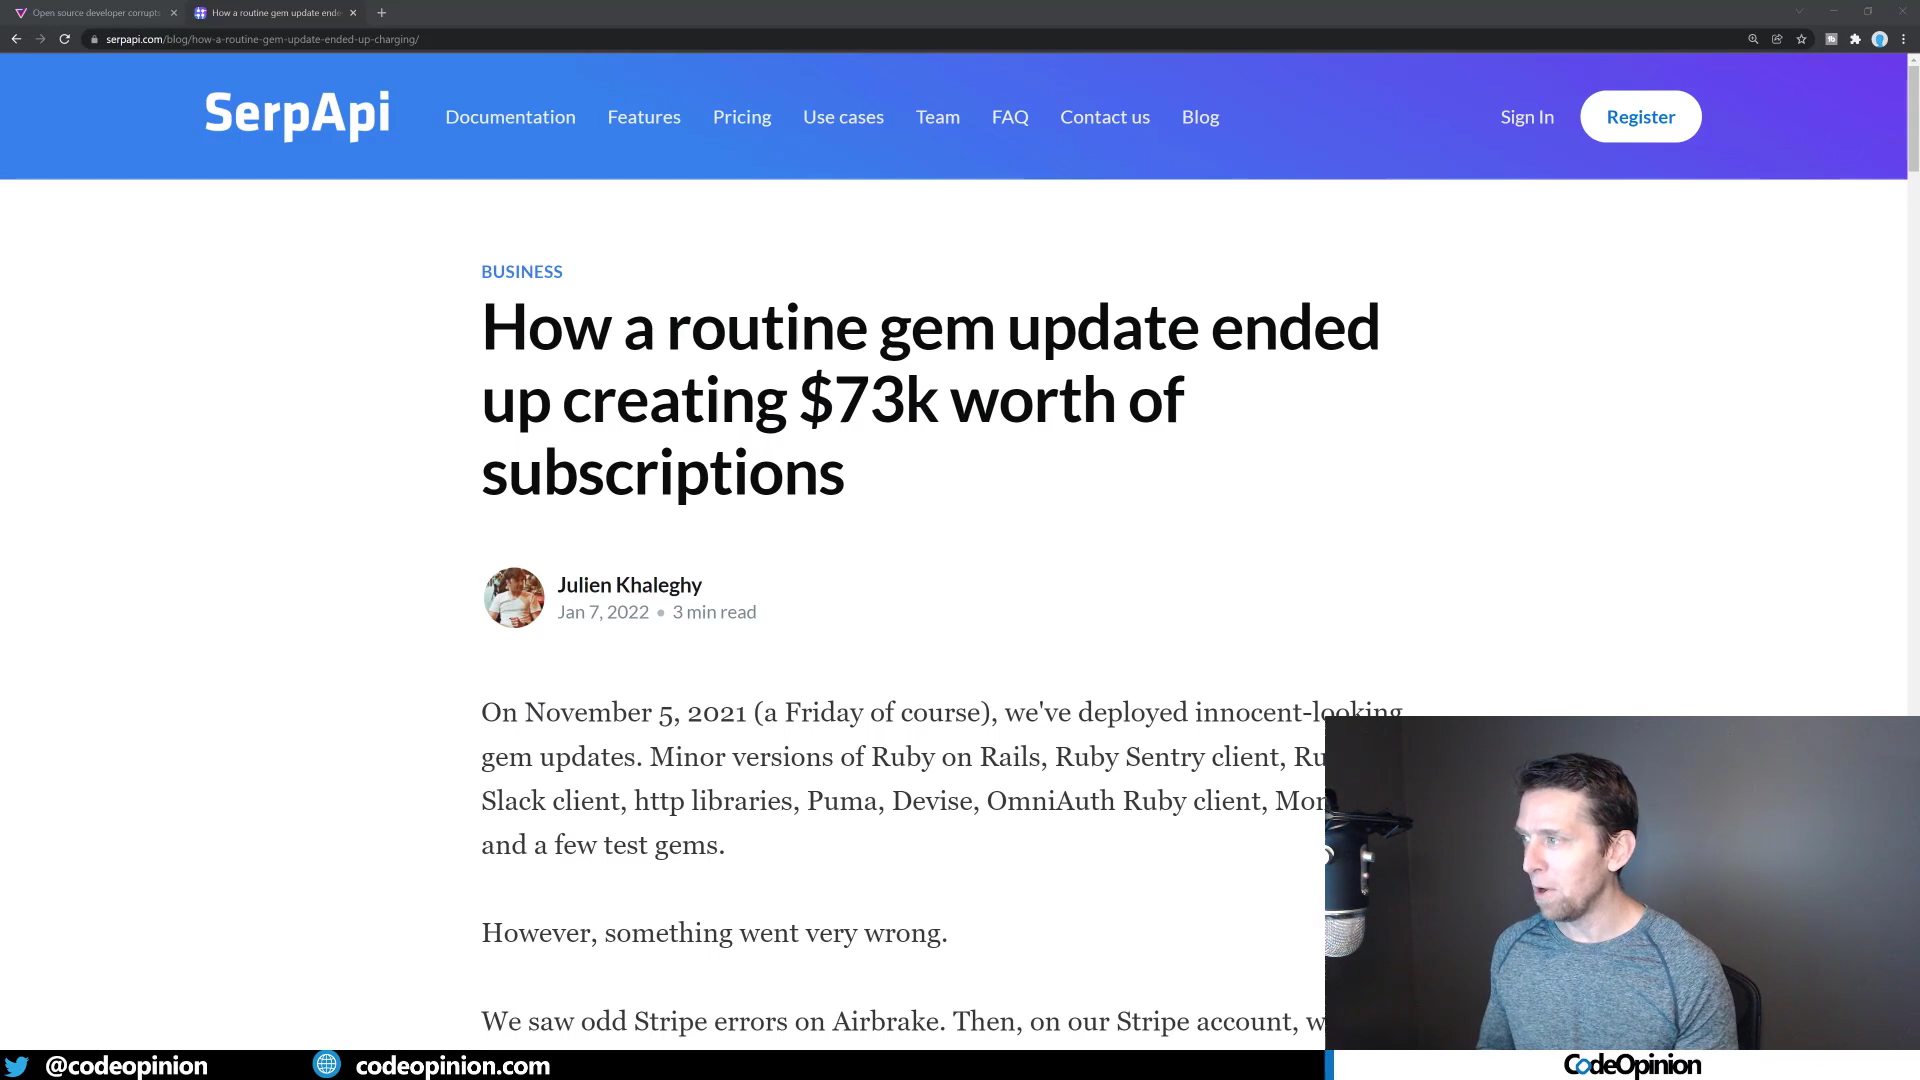 Open source developer corrupts
How a routine gem update ende
serpapi.com/blog/how-a-routine-gem-update-ended-up-charging/
SerpApi
Documentation
Features
Pricing
Use cases
Team
FAQ
Contact us
Blog
Sign In
Register
BUSINESS
How a routine gem update ended
up creating $73k worth of
subscriptions
Julien Khaleghy
Jan 7, 2022 • 3 min read
On November 5, 2021 (a Friday of course), we've deployed innocent-looking
gem updates. Minor versions of Ruby on Rails, Ruby Sentry client,
Slack client, http libraries, Puma, Devise, OmniAuth Ruby client,
and a few test gems.
However, something went very wrong.
We saw odd Stripe errors on Airbrake. Then, on our Stripe account,
@codeopinion
codeopinion.com
CodeOpinion